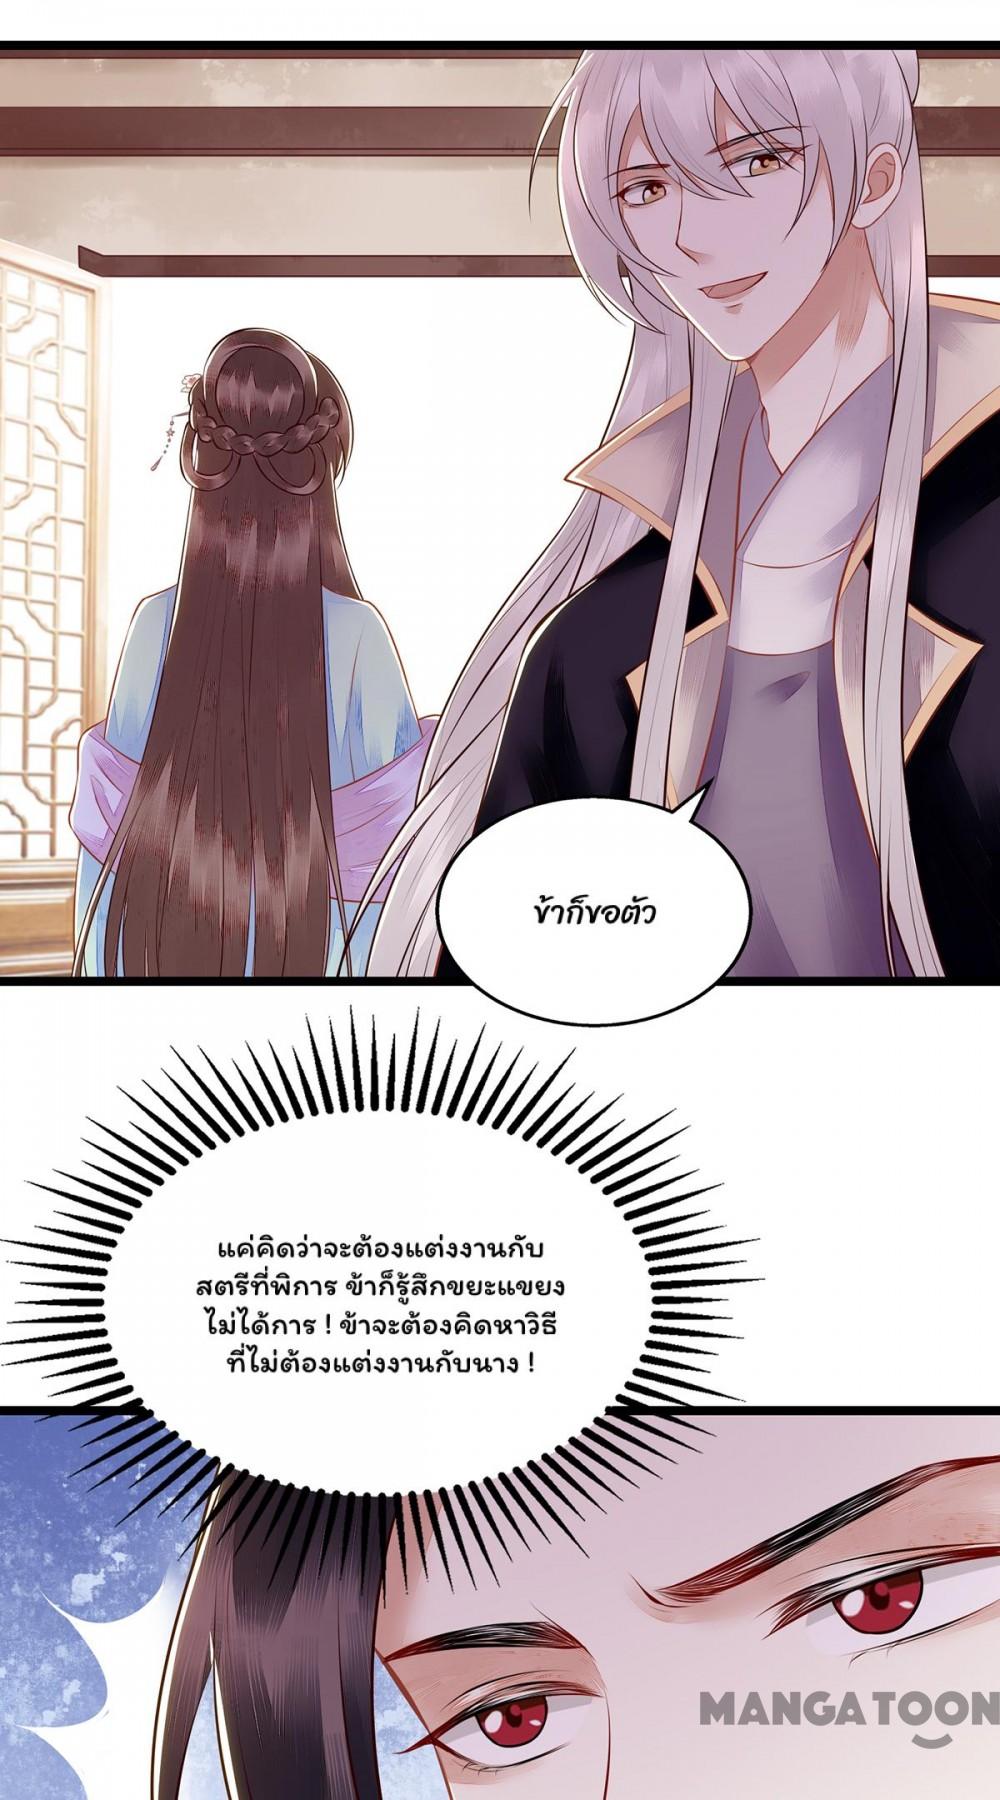 ข้าก็ขอตัว
แค่คิดว่าจะต้องแต่งงานกับ
สตรีที่พิการ ข้าก็รู้สึกขยะแขยง
ไม่ได้การ ! ข้าจะต้องคิดหาวิธี
ที่ไม่ต้องแต่งงานกับนาง !
MANGATOON